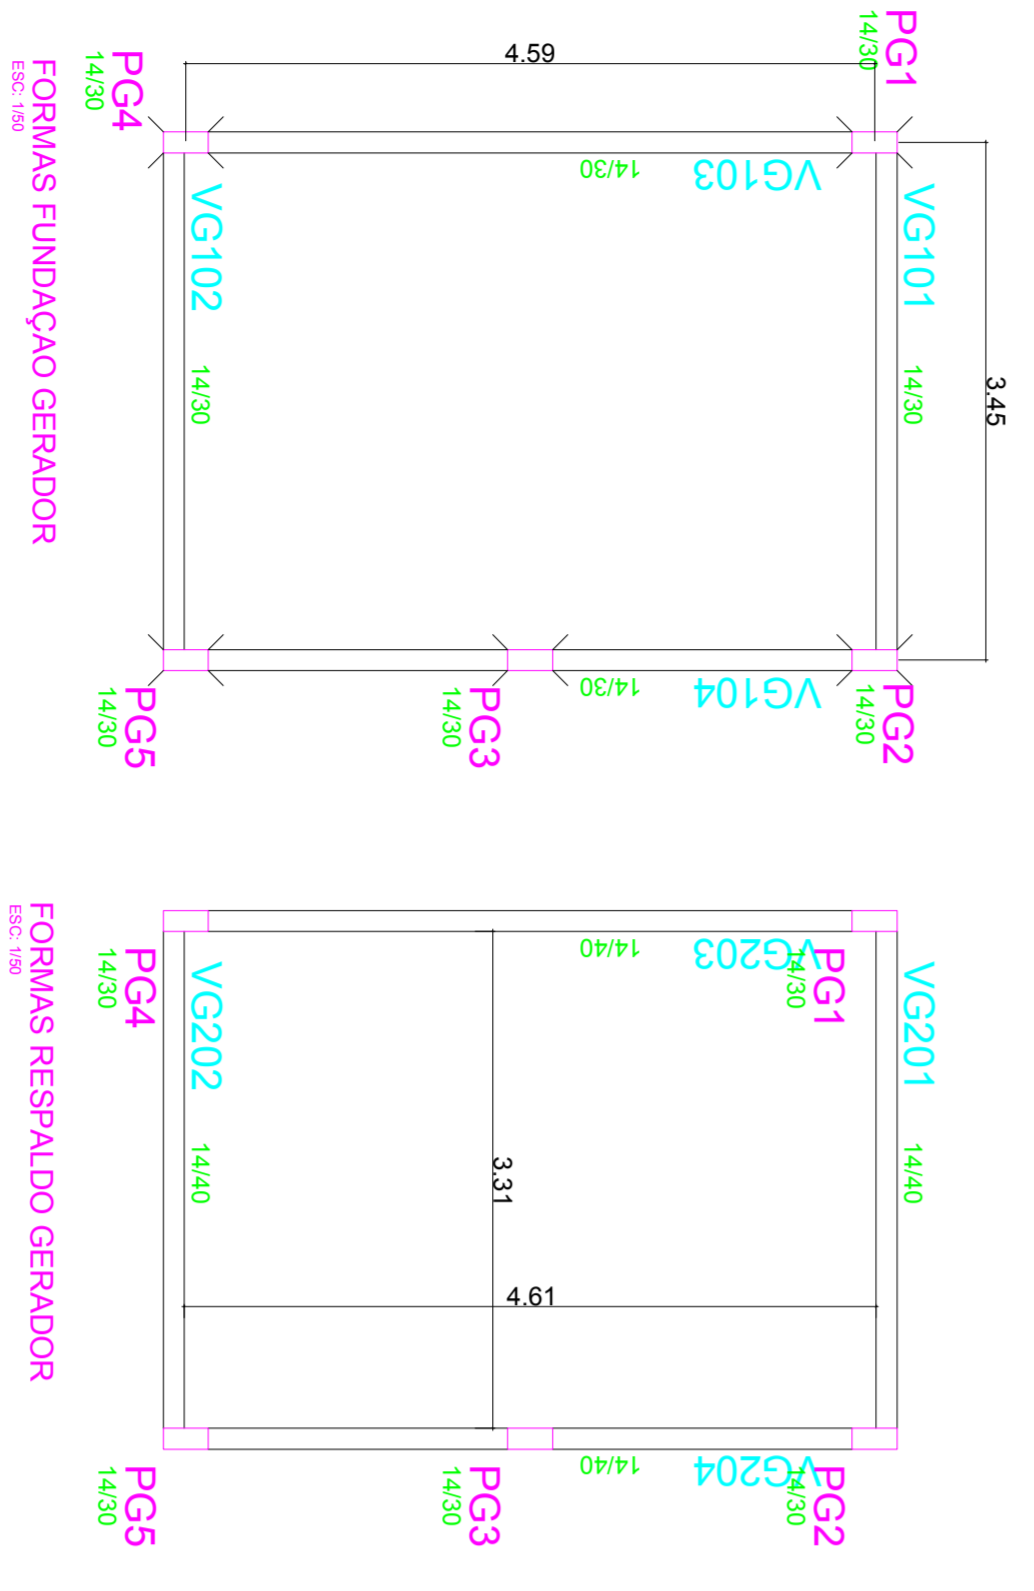 PG1
14/30
4.59
PG4
14/30
VG103
14/30
VG101
14/30
3.45
VG102
14/30
PG5
14/30
PG3
14/30
VG104
14/30
PG2
14/30
FORMAS FUNDAÇAO GERADOR
ESC: 1/50
PG4
14/30
VG203
14/40
PG1
14/30
VG201
14/40
VG202
14/40
3.31
4.61
PG5
14/30
PG3
14/30
VG204
14/40
PG2
14/30
FORMAS RESPALDO GERADOR
ESC: 1/50